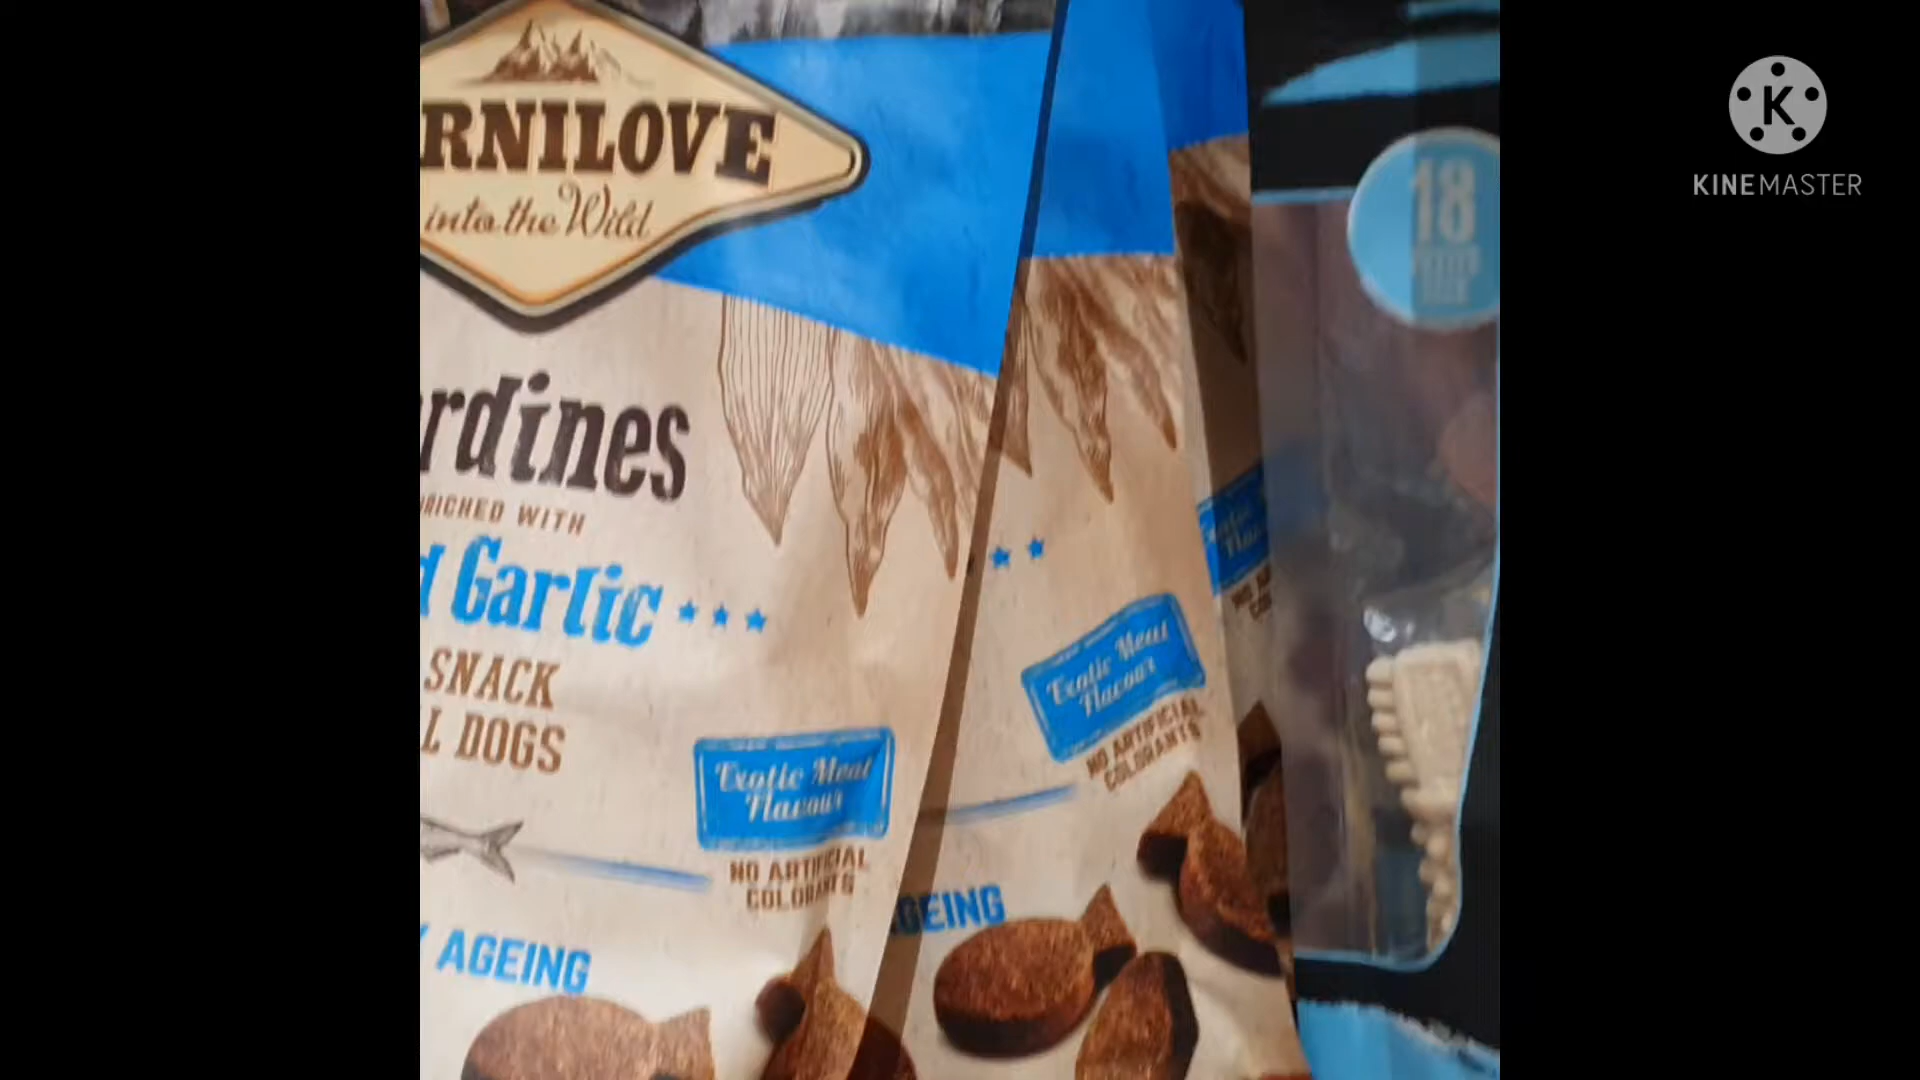 RNILOVE
into the Wild
rdines
RICHED WITH
d Garlic
SNACK
L DOGS
Exotic Meat
Flavour
NO ARTIFICIAL
COLORANTS
AGEING
Exotic Meat
Flavour
NO ARTIFICIAL
COLORANTS
GEING
18
K
KINEMASTER